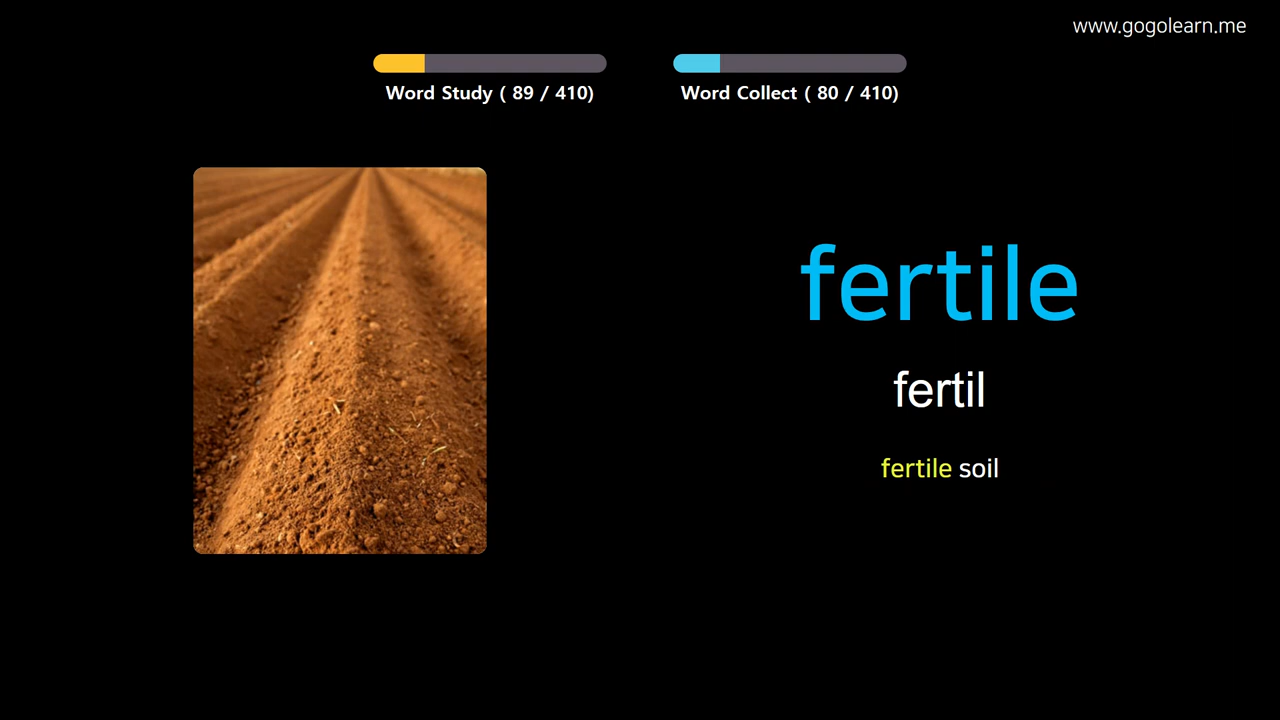 www.gogolearn.me
Word Study ( 89 / 410)
Word Collect ( 80 / 410)
fertile
fertil
fertile soil